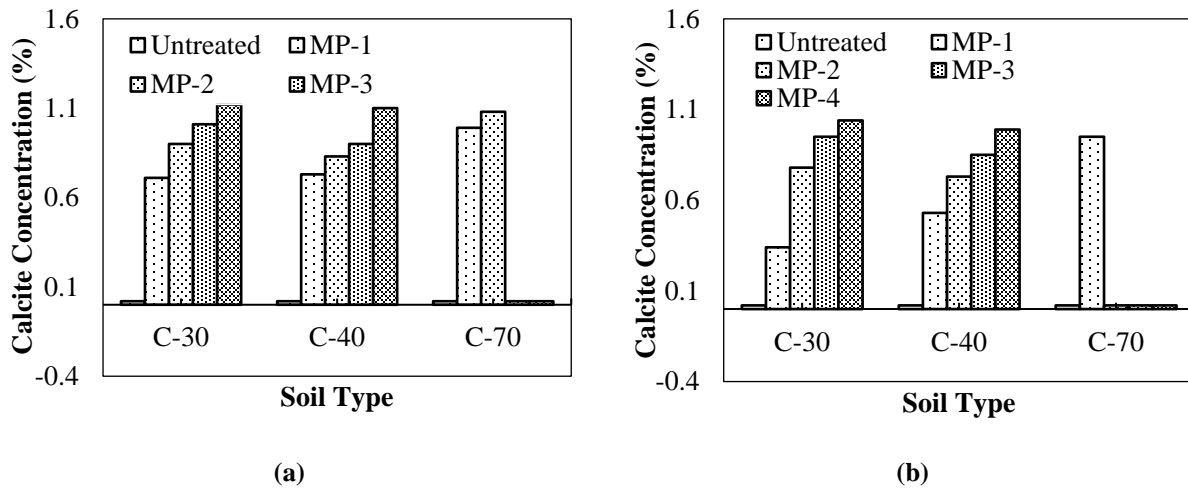 Calcite Concentration (%)
1.6
1.1
0.6
0.1
-0.4
Untreated MP-1
MP-2 MP-3
C-30 C-40 C-70
Soil Type
(a)
Calcite Concentration (%)
1.6
1.1
0.6
0.1
-0.4
Untreated MP-1
MP-2 MP-3
MP-4
C-30 C-40 C-70
Soil Type
(b)